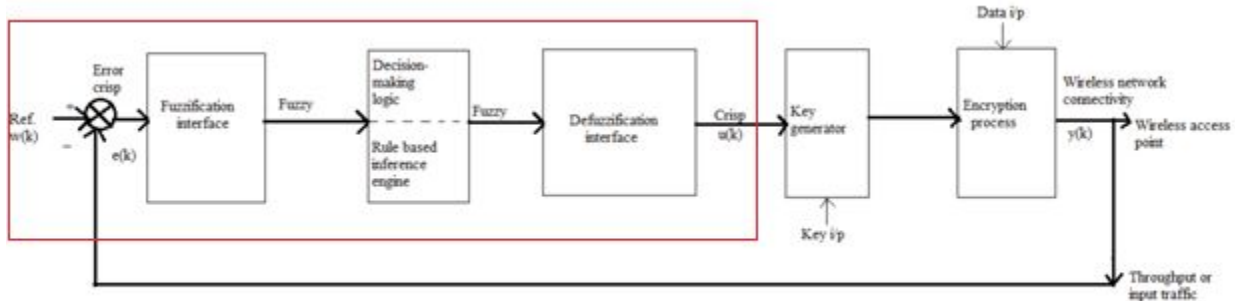 Data i/p
Error
crisp
Ref.
w(k)
+
−
e(k)
Fuzzification
interface
Fuzzy
Decision-
making
logic
Rule based
inference
engine
Fuzzy
Defuzzification
interface
Crisp
u(k)
Key
generator
Key i/p
Encryption
process
Wireless network
connectivity
y(k)
Wireless access
point
Throughput or
input traffic